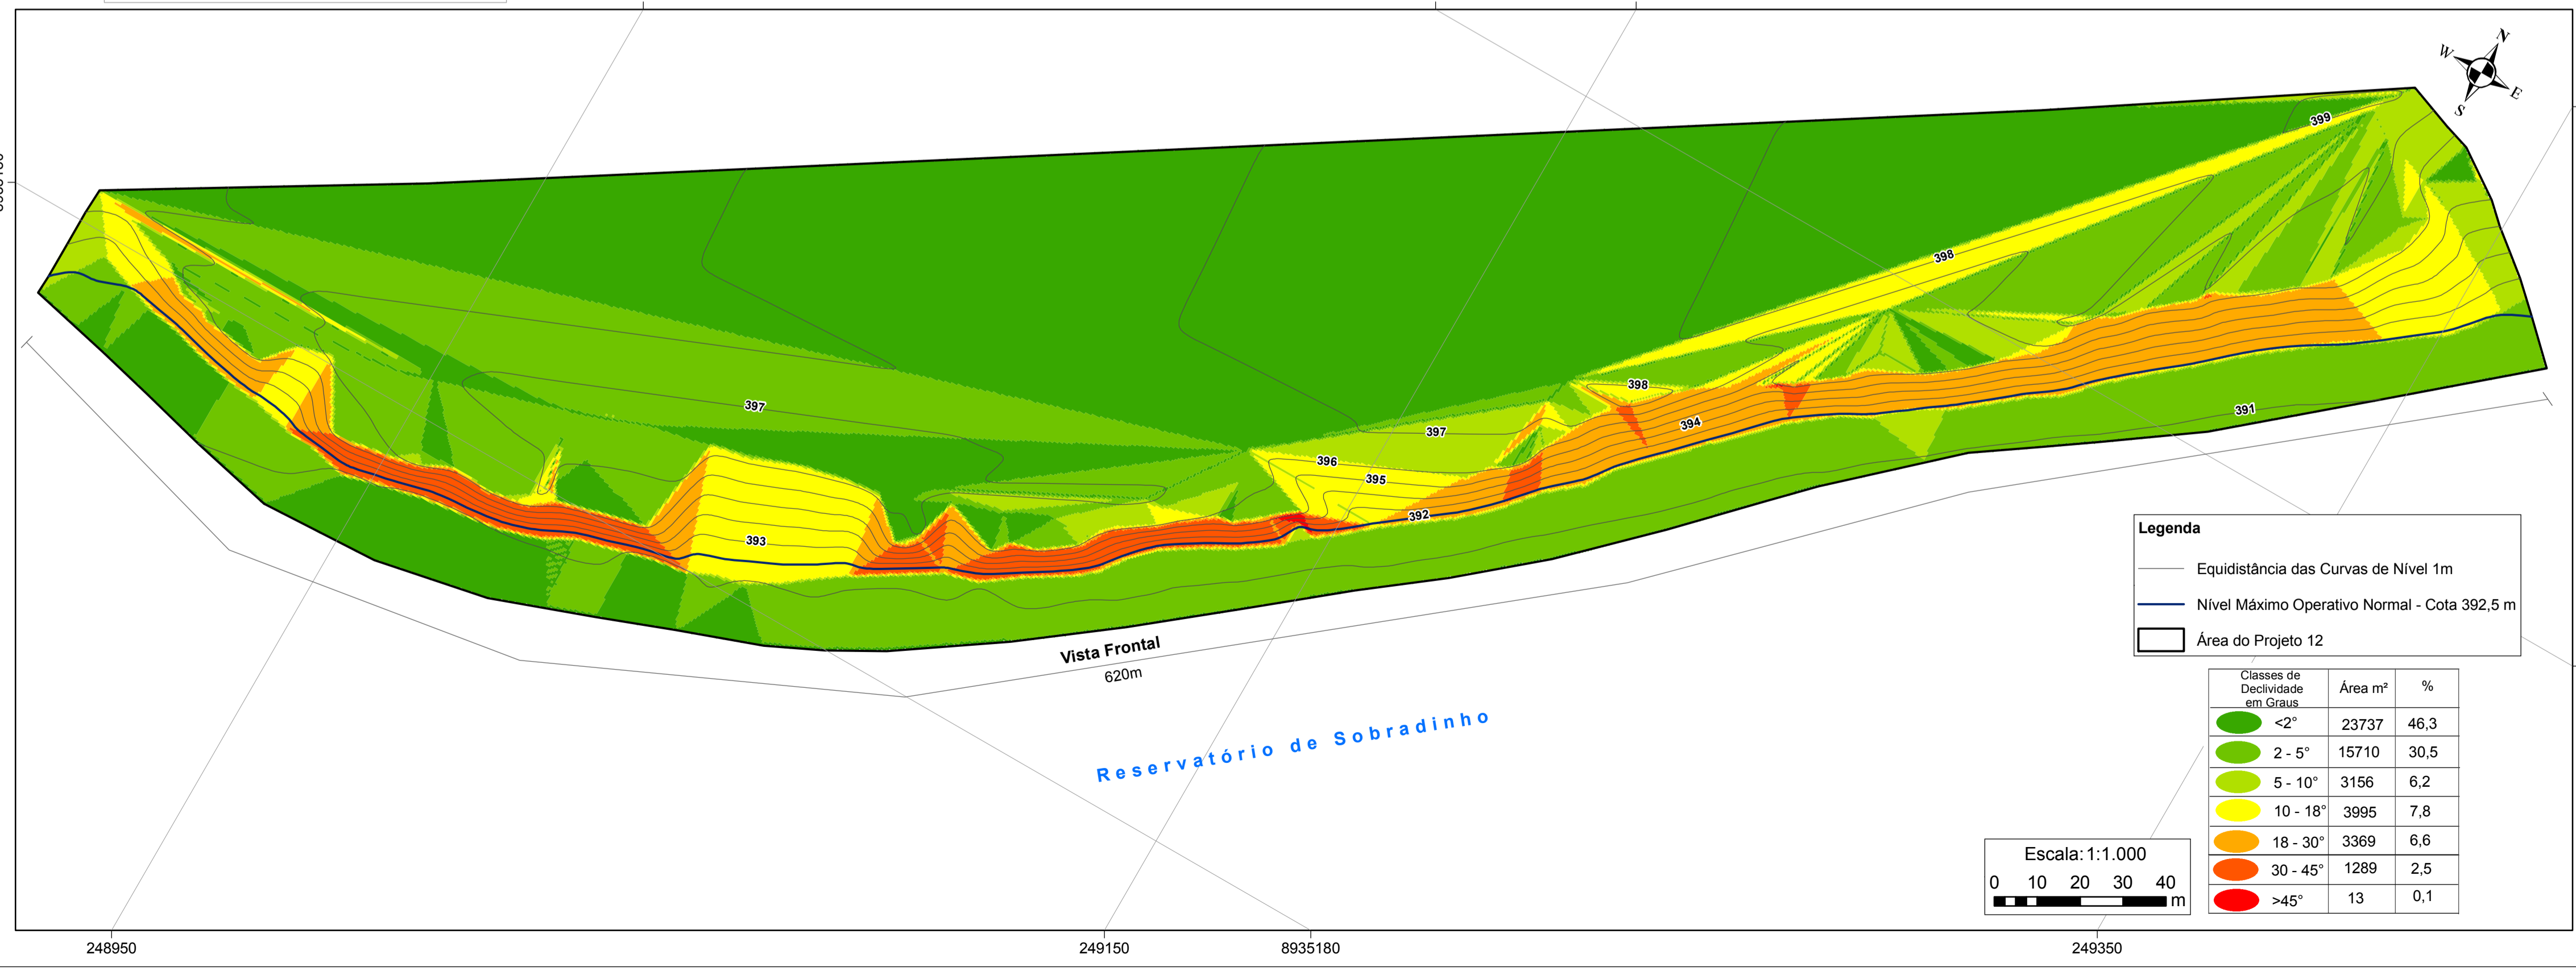 N
W
E
S
399
398
398
397
397
396
395
394
393
392
391
Vista Frontal
620m
Reservatório de Sobradinho
Legenda
Equidistância das Curvas de Nível 1m
Nível Máximo Operativo Normal - Cota 392,5 m
Área do Projeto 12
Classes de
Declividade
em Graus
Área m²
%
<2° 23737 46,3
2 - 5° 15710 30,5
5 - 10° 3156 6,2
10 - 18° 3995 7,8
18 - 30° 3369 6,6
30 - 45° 1289 2,5
>45° 13 0,1
Escala: 1:1.000
0 10 20 30 40
m
248950
249150
8935180
249350